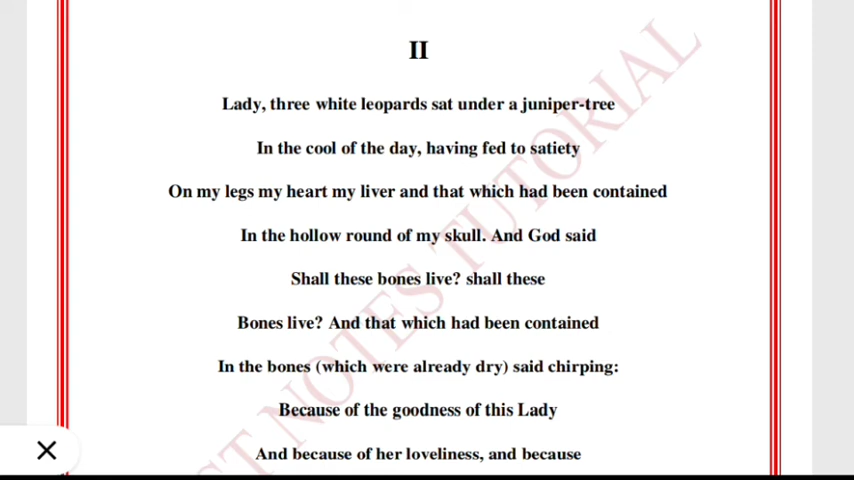 II
Lady, three white leopards sat under a juniper-tree
In the cool of the day, having fed to satiety
On my legs my heart my liver and that which had been contained
In the hollow round of my skull. And God said
Shall these bones live? shall these
Bones live? And that which had been contained
In the bones (which were already dry) said chirping:
Because of the goodness of this Lady
And because of her loveliness, and because
ST NOTES TUTORIAL